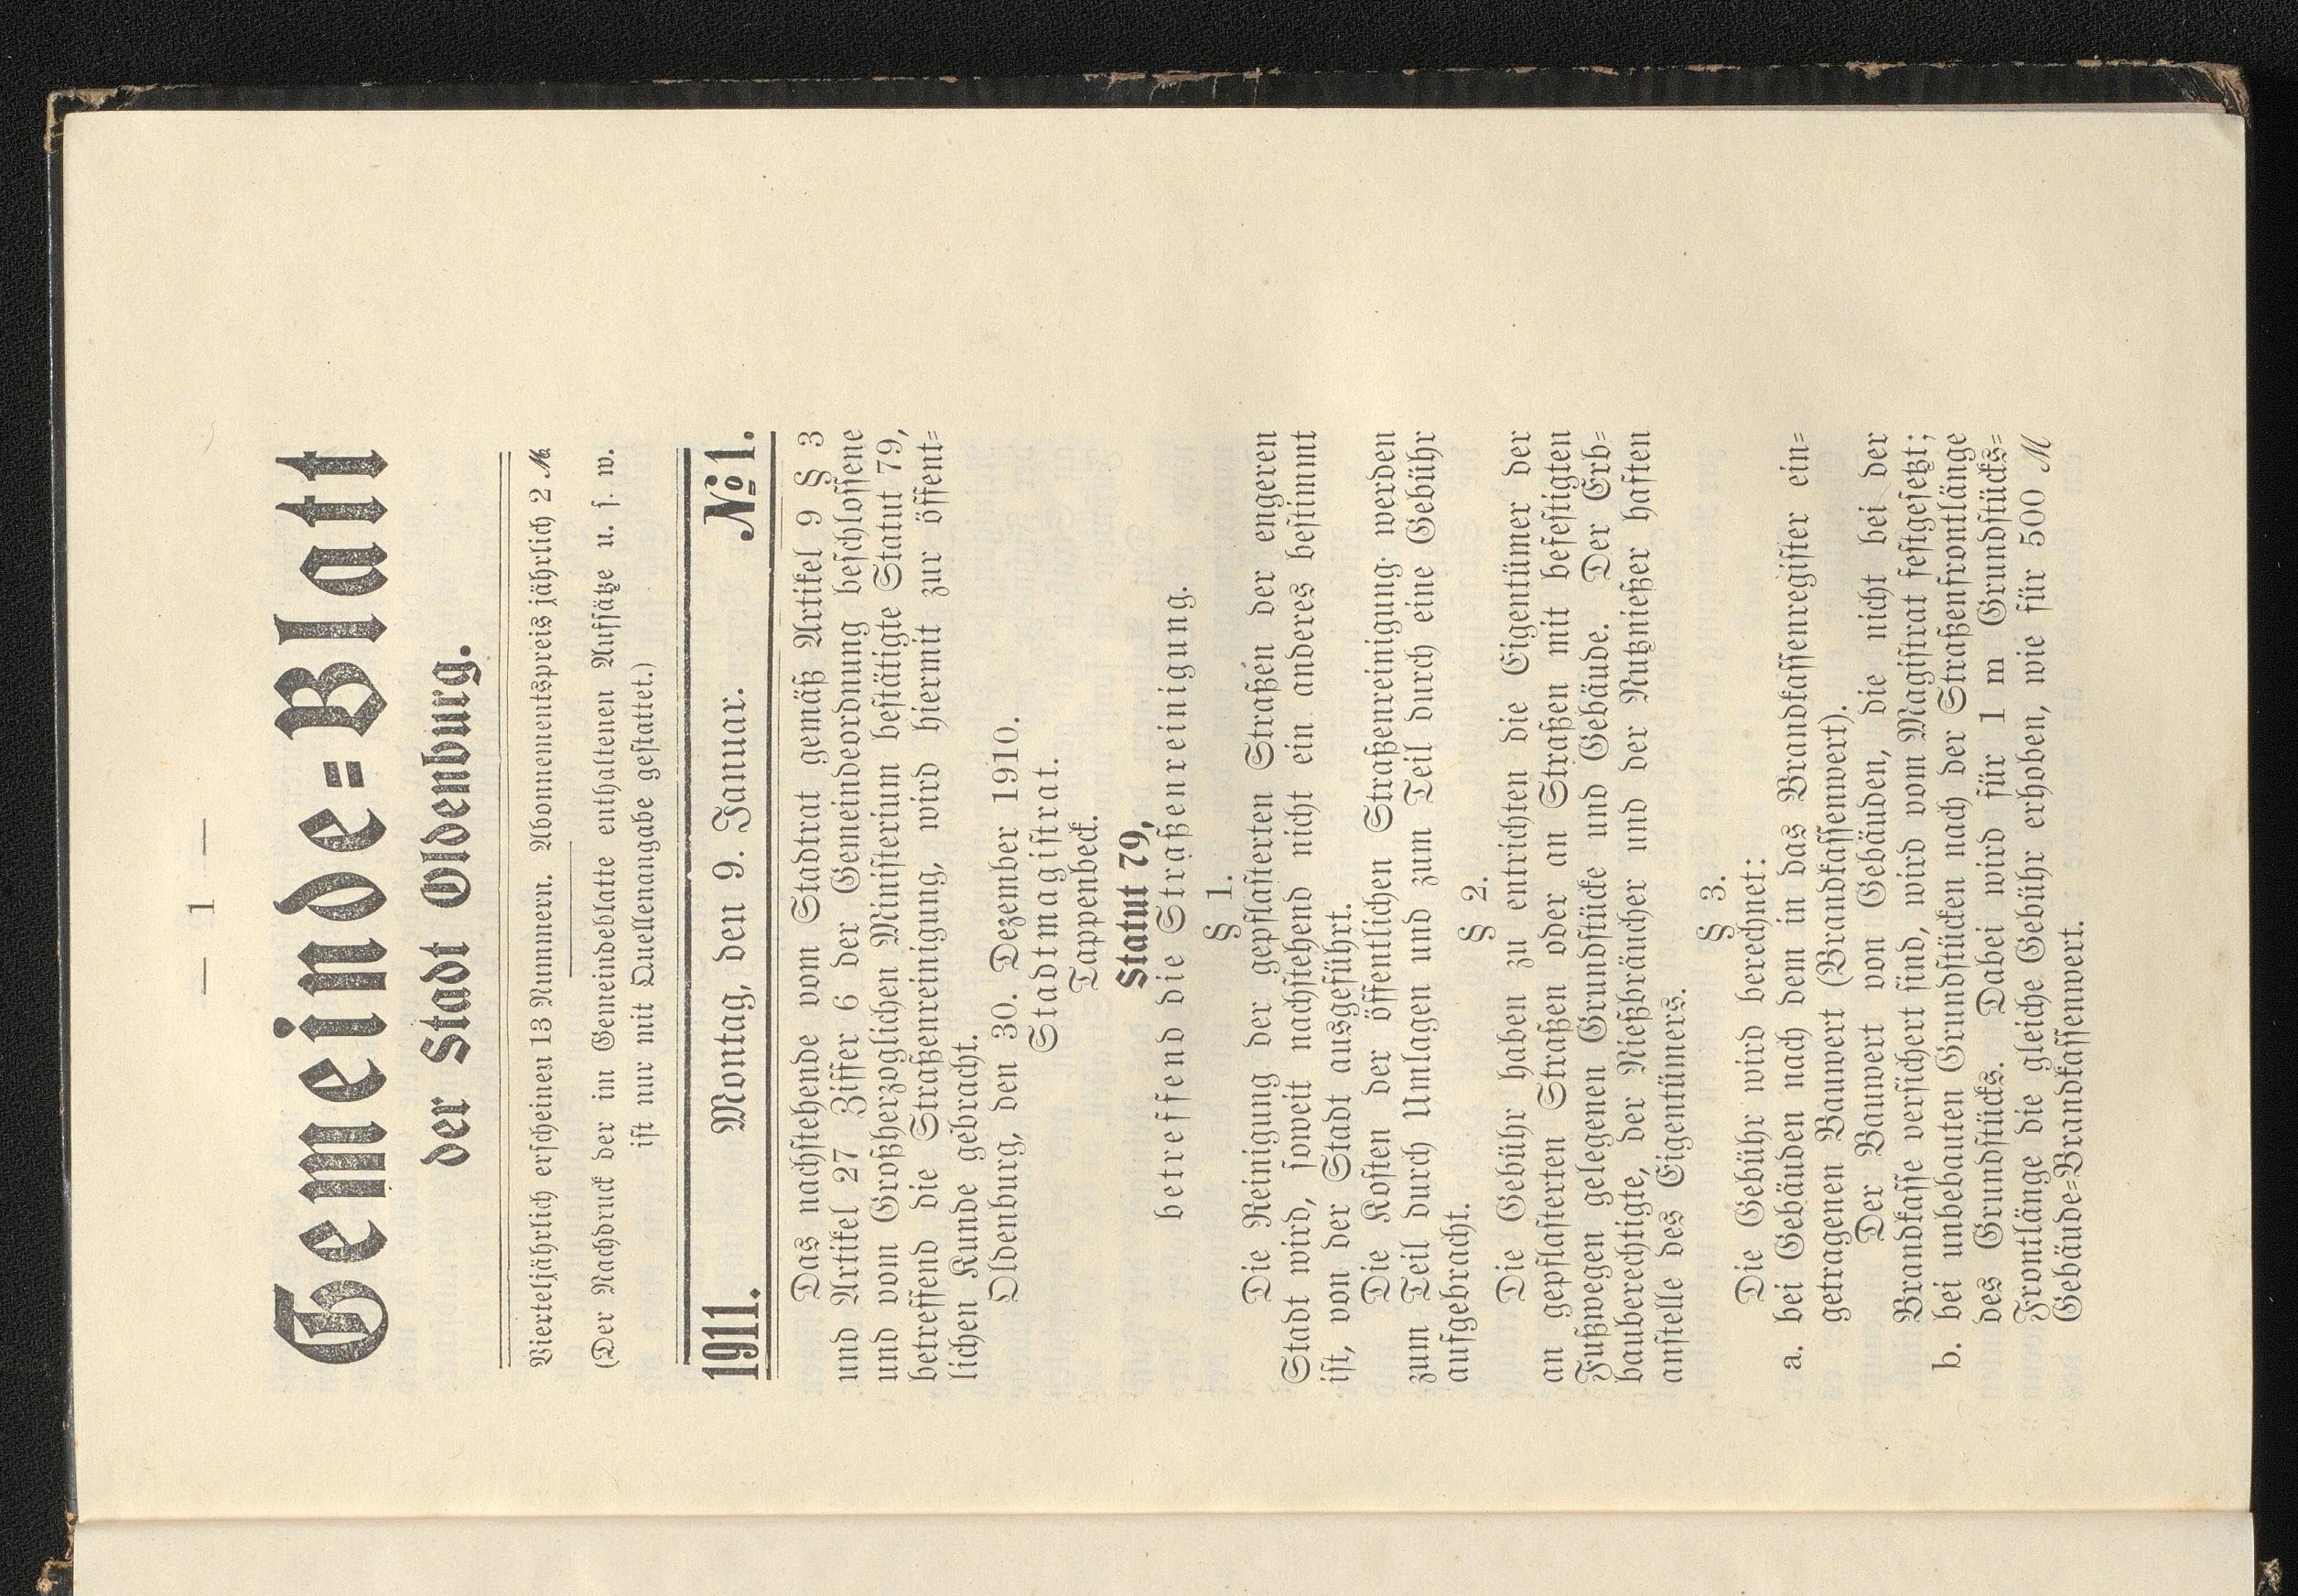 — 1 —
Gemeinde=Blatt
der Stadt Oldenburg.
Vierteljährlich erscheinen 13 Nummern. Abonnementspreis jährlich 2 ℳ
(Der Nachdruck der im Gemeindeblatte enthaltenen Aufsätze u. s. w.
ist nur mit Quellenangabe gestattet.)
1911. Montag, den 9. Januar. № 1.
Das nachstehende vom Stadtrat gemäß Artikel 9 § 3
und Artikel 27 Ziffer 6 der Gemeindeordnung beschlossene
und vom Großherzoglichen Ministerium bestätigte Statut 79,
betreffend die Straßenreinigung, wird hiermit zur öffent=
lichen Kunde gebracht.
Oldenburg, den 30. Dezember 1910.
Stadtmagistrat.
Tappenbeck.
Statut 79,
betreffend die Straßenreinigung.
§ 1.
Die Reinigung der gepflasterten Straßen der engeren
Stadt wird, soweit nachstehend nicht ein anderes bestimmt
ist, von der Stadt ausgeführt.
Die Kosten der öffentlichen Straßenreinigung werden
zum Teil durch Umlagen und zum Teil durch eine Gebühr
aufgebracht.
§ 2.
Die Gebühr haben zu entrichten die Eigentümer der
an gepflasterten Straßen oder an Straßen mit befestigten
Fußwegen gelegenen Grundstücke und Gebäude. Der Erb=
bauberechtigte, der Nießbräucher und der Nutznießer haften
anstelle des Eigentümers.
§ 3.
Die Gebühr wird berechnet:
a. bei Gebäuden nach dem in das Brandkassenregister ein=
getragenen Bauwert (Brandkassenwert).
Der Bauwert von Gebäuden, die nicht bei der
Brandkasse versichert sind, wird vom Magistrat festgesetzt;
b. bei unbebauten Grundstücken nach der Straßenfrontlänge
des Grundstücks. Dabei wird für 1 m Grundstücks=
Frontlänge die gleiche Gebühr erhoben, wie für 500 ℳ
Gebäude=Brandkassenwert.